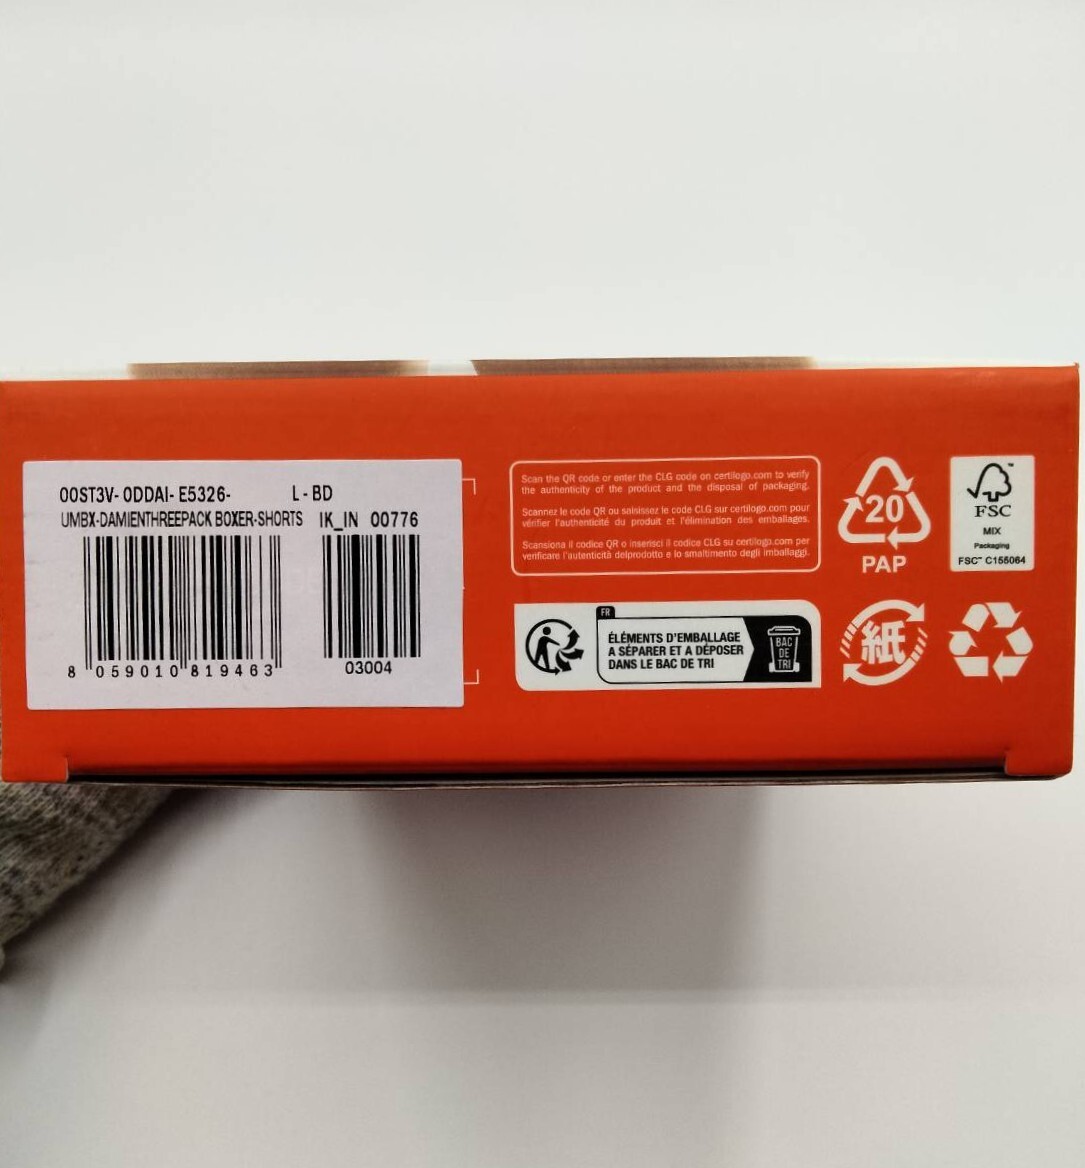 00ST3V- 0DDAI- E5326- L - BD
UMBX-DAMIENTHREEPACK BOXER-SHORTS IK_IN 00776
8 059010 819463
03004
Scan the QR code or enter the CLG code on certilogo.com to verify
the authenticity of the product and the disposal of packaging.
Scannez le code QR ou saisissez le code CLG sur certilogo.com pour
vérifier l'authenticité du produit et l'élimination des emballages.
Scansiona il codice QR o inserisci il codice CLG su certilogo.com per
verificare l'autenticità delprodotto e lo smaltimento degli imballaggi.
20
PAP
FSC™
MIX
Packaging
FSC™ C155064
FR
ÉLÉMENTS D'EMBALLAGE
A SÉPARER ET A DÉPOSER
DANS LE BAC DE TRI
BAC
DE
TRI
紙